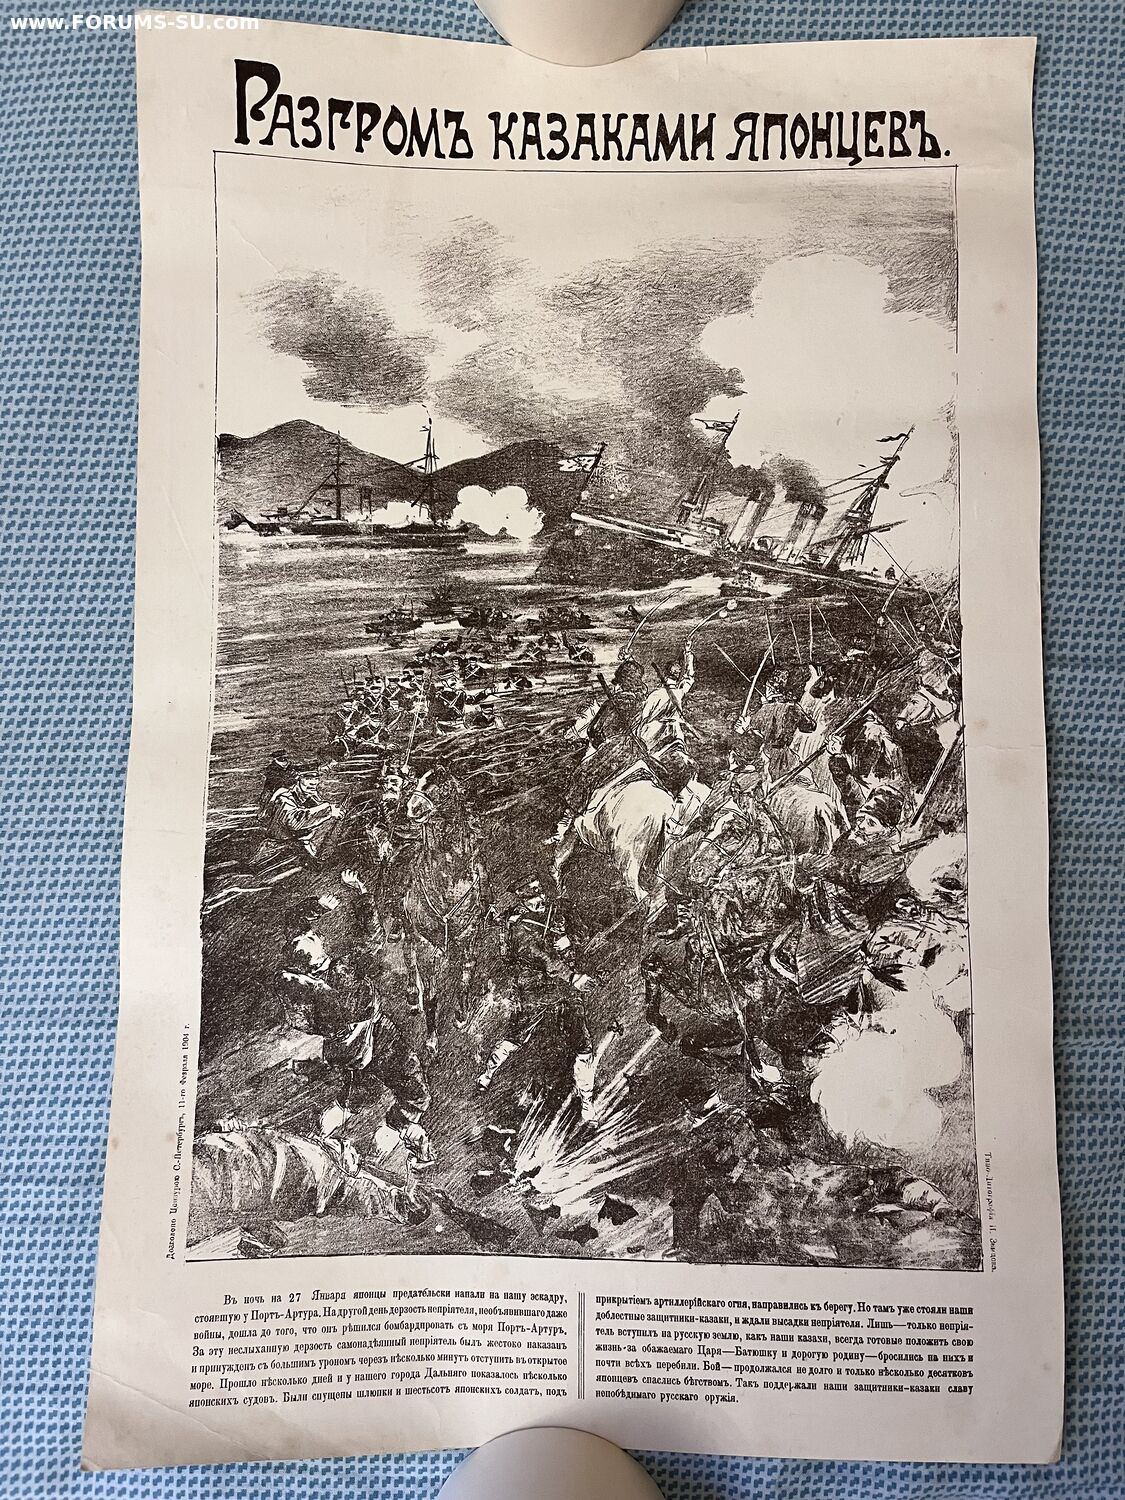 www.FORUMS-SU.com
Разгромъ казаками японцевъ.
Дозволено Цензурою С.-Петербургъ, 11-го Февраля 1904 г.
Типо-Литографія И.
Въ ночь на 27 Января японцы предательски напали на нашу эскадру,
стоявшую у Портъ-Артура. На другой день дерзость непріятеля, необъявившаго даже
войны, дошла до того, что онъ рѣшился бомбардпровать съ моря Портъ-Артуръ.
За эту неслыханную дерзость самонадѣянный непріятель былъ жестоко наказан
и принужденъ съ большимъ урономъ черезъ нѣсколько минутъ отступить въ открытое
море. Прошло нѣсколько дней и у нашего города Дальняго показалось нѣсколько
японскихъ судовъ. Были спущены шлюпки и шестьсотъ японскихъ солдатъ, подъ
прикрытіемъ артиллерійскаго огня, направились къ берегу. Но тамъ уже стояли наши
доблестные защитники-казаки, и ждали высадки непріятеля. Лишь—только непрія-
тель вступилъ на русскую землю, какъ наши казаки, всегда готовые положить свою
жизнь за обажаемаго Царя—Батюшку и дорогую родину—бросились на нихъ и
почти всѣхъ перебили. Бой—продолжался не долго и только нѣсколько десятковъ
японцевъ спаслись бѣгствомъ. Такъ поддержали наши защитники-казаки славу
непобѣдимаго русскаго оружія.